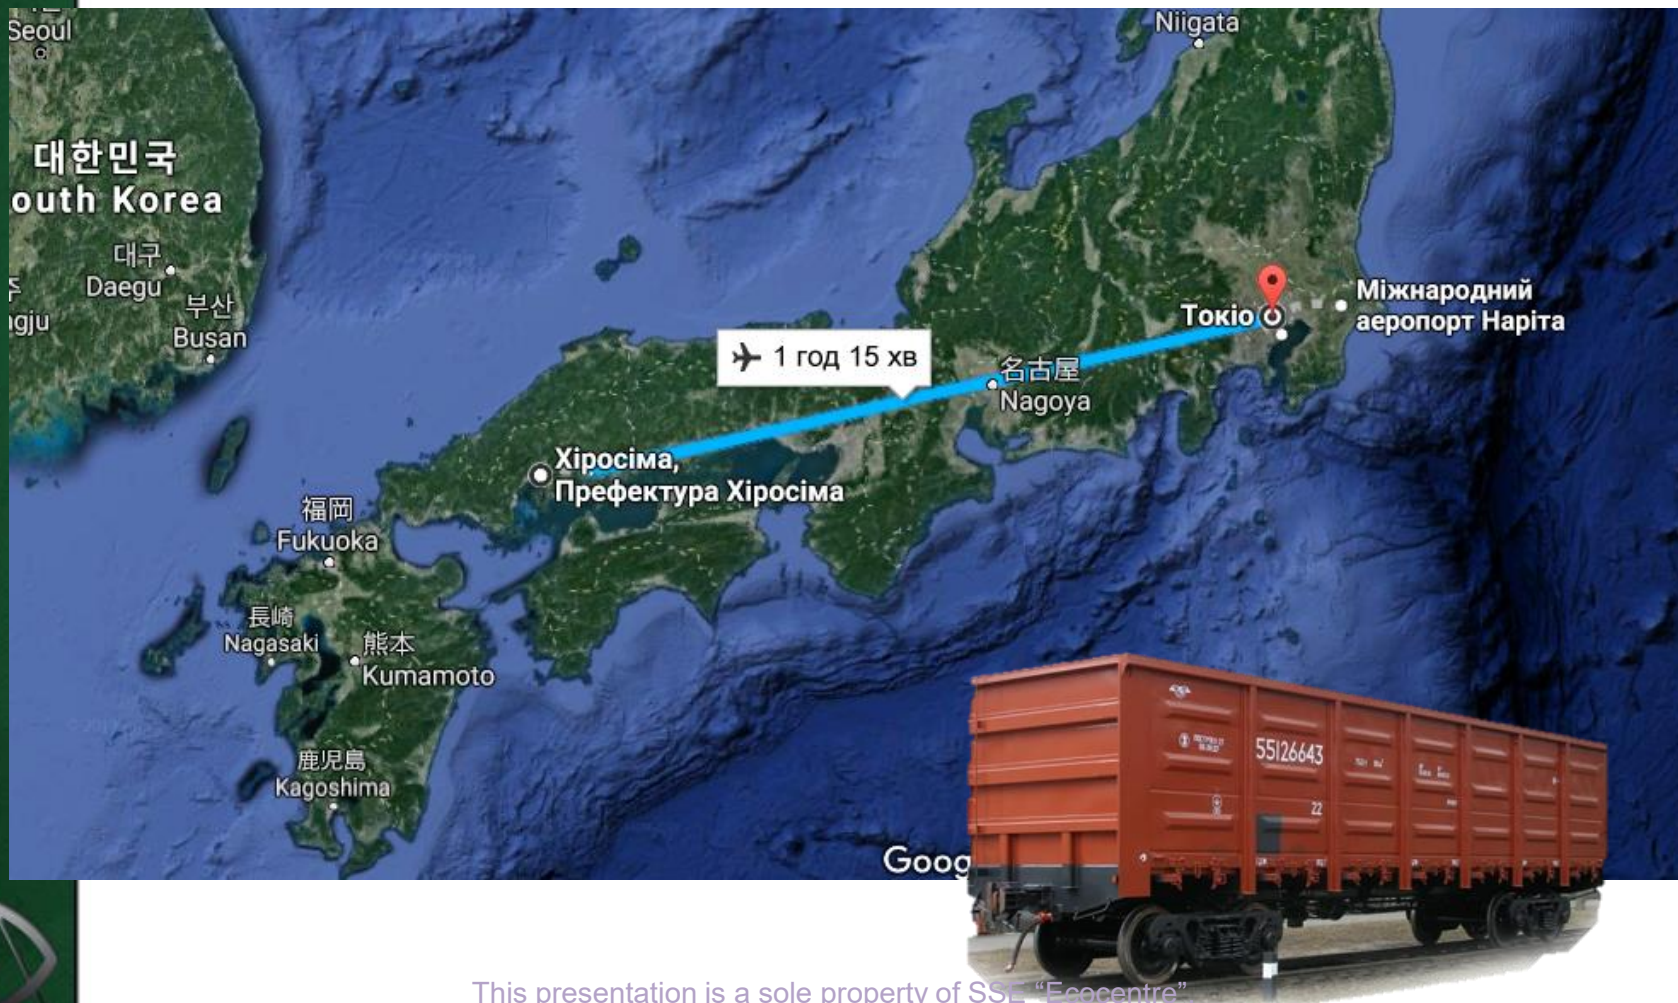 Seoul
Niigata
대한민국
outh Korea
대구
Daegu
부산
Busan
gju
Міжнародний
аеропорт Наріта
Токіо
1 год 15 хв
名古屋
Nagoya
Хіросіма,
Префектура Хіросіма
福岡
Fukuoka
長崎
Nagasaki
熊本
Kumamoto
鹿児島
Kagoshima
55126643
22
Goog
This presentation is a sole property of SSE “Ecocentre”.